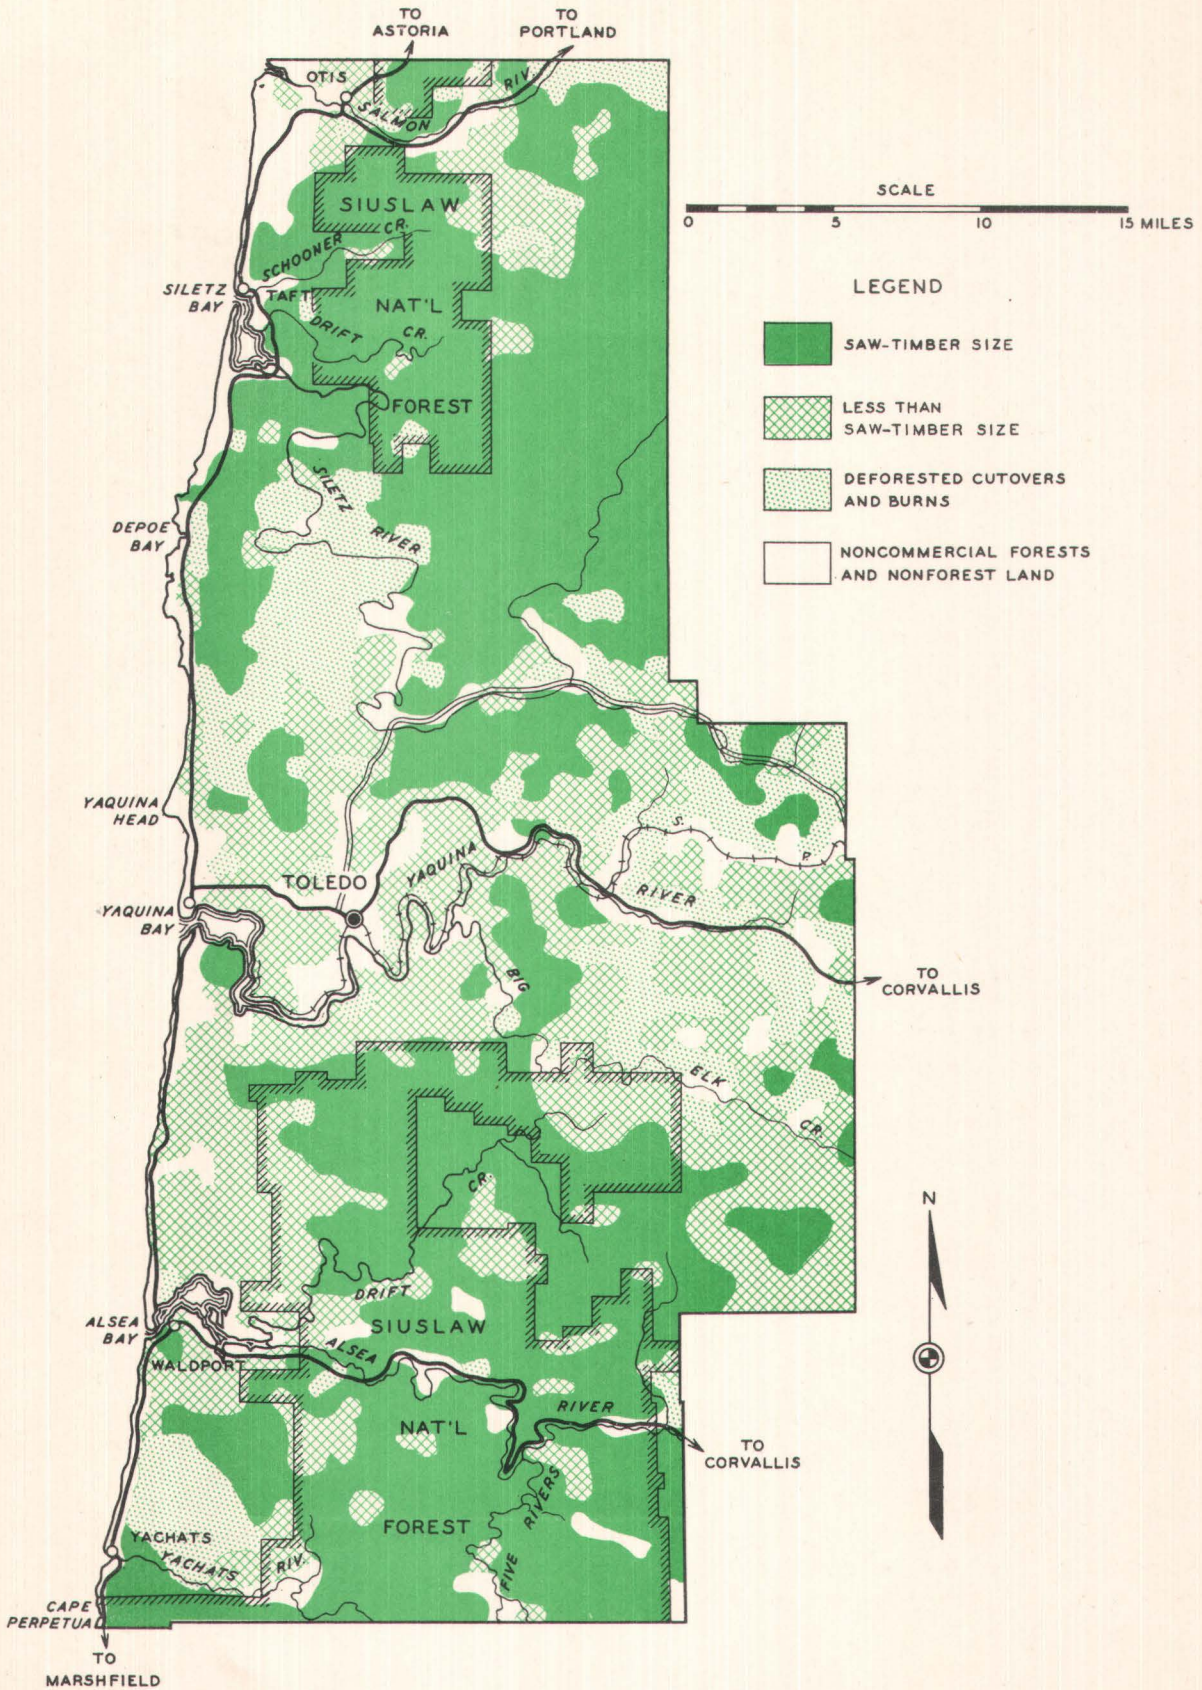 TO
ASTORIA
TO
PORTLAND
OTIS
SALMON
RIV.
SCALE
0 5 10 15 MILES
SIUSLAW
SCHOONER
CR.
SILETZ
BAY
TAFT
NAT'L
DRIFT
CR.
FOREST
LEGEND
SAW-TIMBER SIZE
LESS THAN
SAW-TIMBER SIZE
DEFORESTED CUTOVERS
AND BURNS
NONCOMMERCIAL FORESTS
AND NONFOREST LAND
SILETZ
RIVER
DEPOE
BAY
YAQUINA
HEAD
S.
P.
TOLEDO
YAQUINA
RIVER
YAQUINA
BAY
BIG
TO
CORVALLIS
ELK
CR.
CR.
N
DRIFT
ALSEA
BAY
SIUSLAW
WALDPORT
ALSEA
NAT'L
RIVER
TO
CORVALLIS
FOREST
FIVE
RIVERS
YACHATS
YACHATS
RIV.
CAPE
PERPETUA
TO
MARSHFIELD